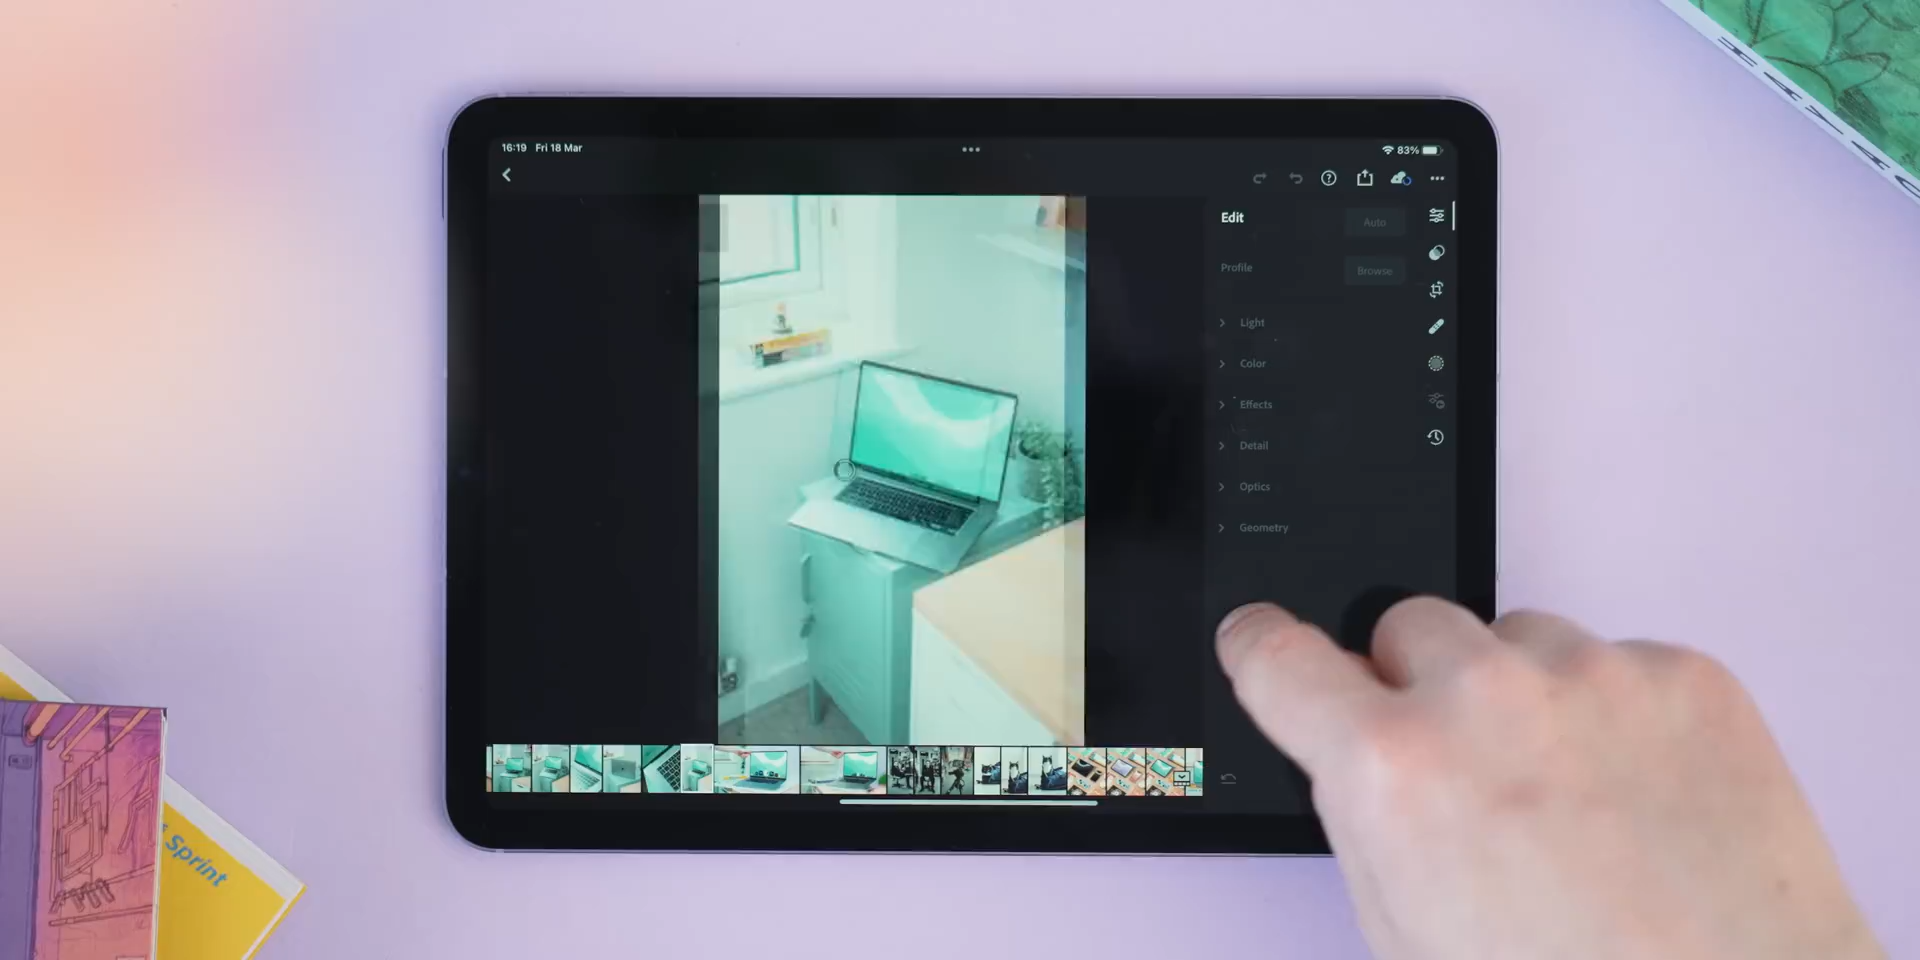 16:19 Fri 18 Mar
83%
Edit
Auto
Profile
Browse
Light
Color
Effects
Detail
Optics
Geometry
Sprint